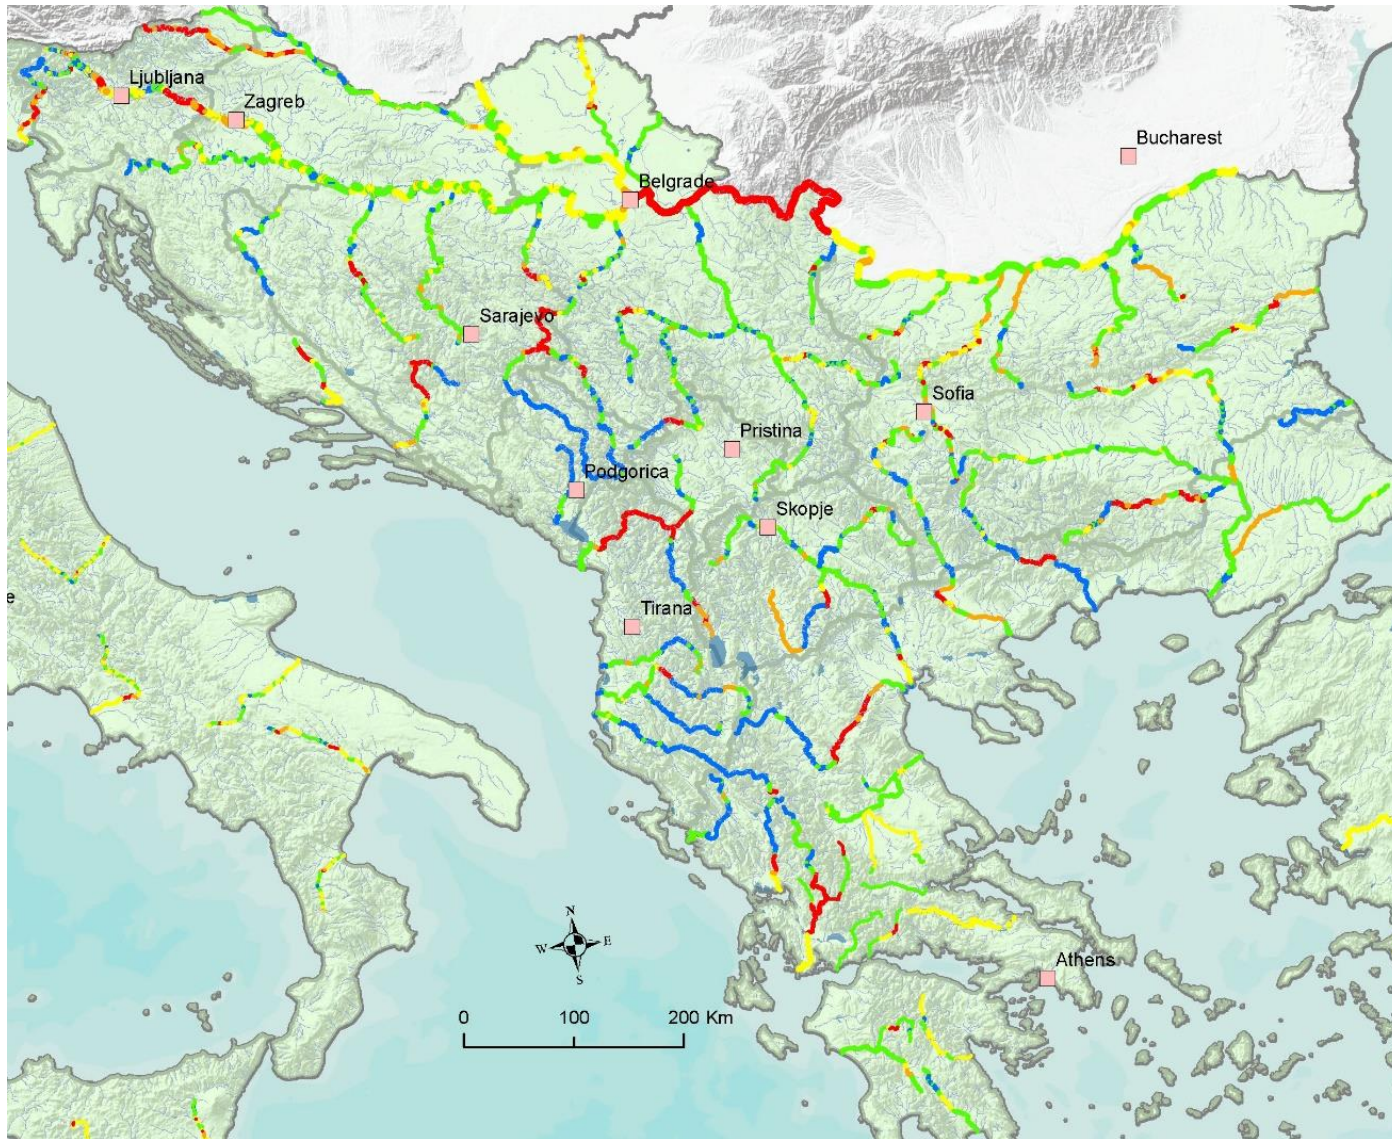 Ljubljana
Zagreb
Bucharest
Belgrade
Sarajevo
Sofia
Pristina
Podgorica
Skopje
e
Tirana
N
W E
S
Athens
0 100 200 Km